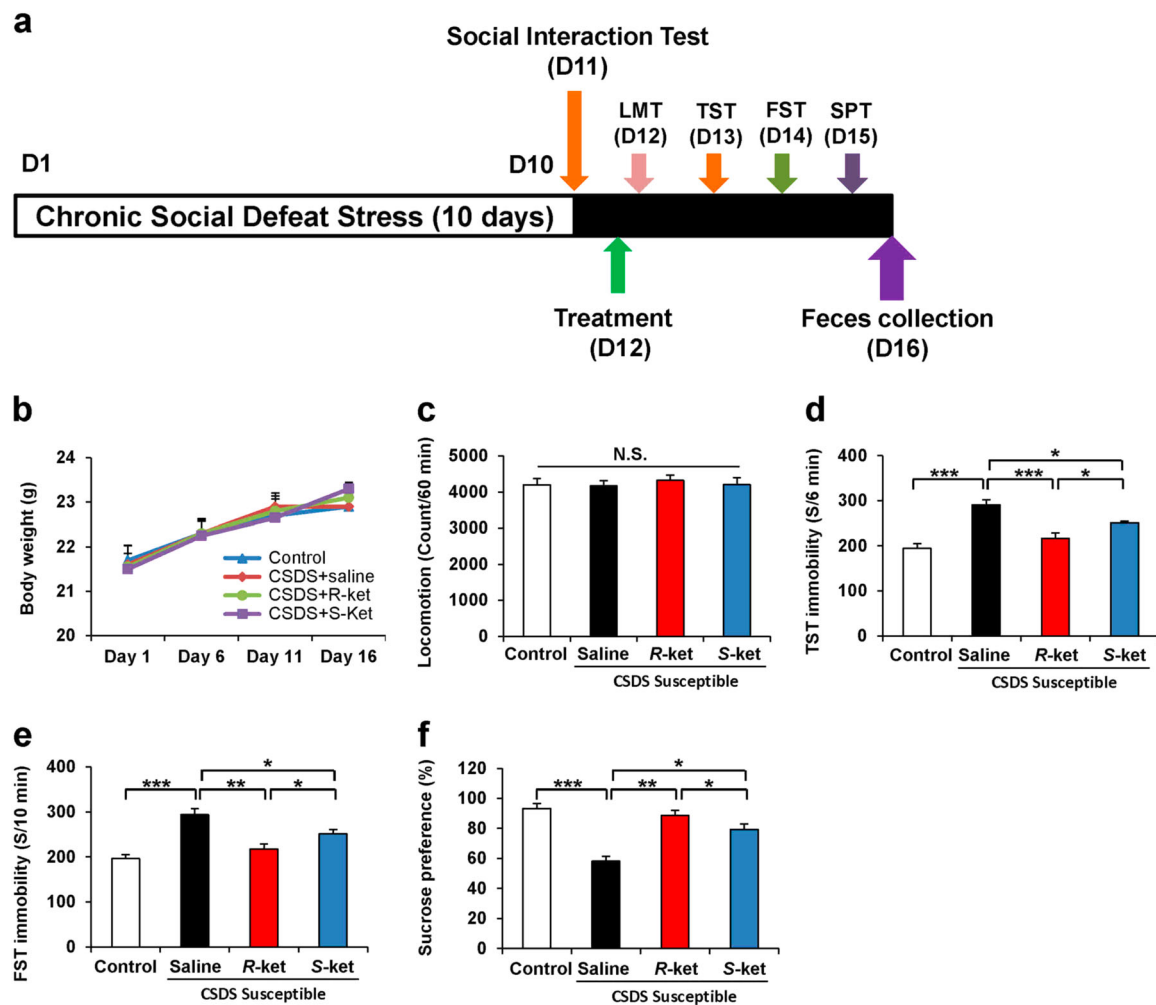 a
Social Interaction Test
(D11)
LMT
(D12)
TST
(D13)
FST
(D14)
SPT
(D15)
D1
D10
Chronic Social Defeat Stress (10 days)
Treatment
(D12)
Feces collection
(D16)
b
Body weight (g)
24
23
22
21
20
Day 1 Day 6 Day 11 Day 16
Control
CSDS+saline
CSDS+R-ket
CSDS+S-Ket
c
Locomotion (Count/60 min)
5000
4000
3000
2000
1000
0
N.S.
Control Saline R-ket S-ket
CSDS Susceptible
d
TST immobility (S/6 min)
400
300
200
100
0
*
*** *** *
Control Saline R-ket S-ket
CSDS Susceptible
e
FST immobility (S/10 min)
400
300
200
100
0
*
*** ** *
Control Saline R-ket S-ket
CSDS Susceptible
f
Sucrose preference (%)
120
100
80
60
40
20
0
*
*** ** *
Control Saline R-ket S-ket
CSDS Susceptible